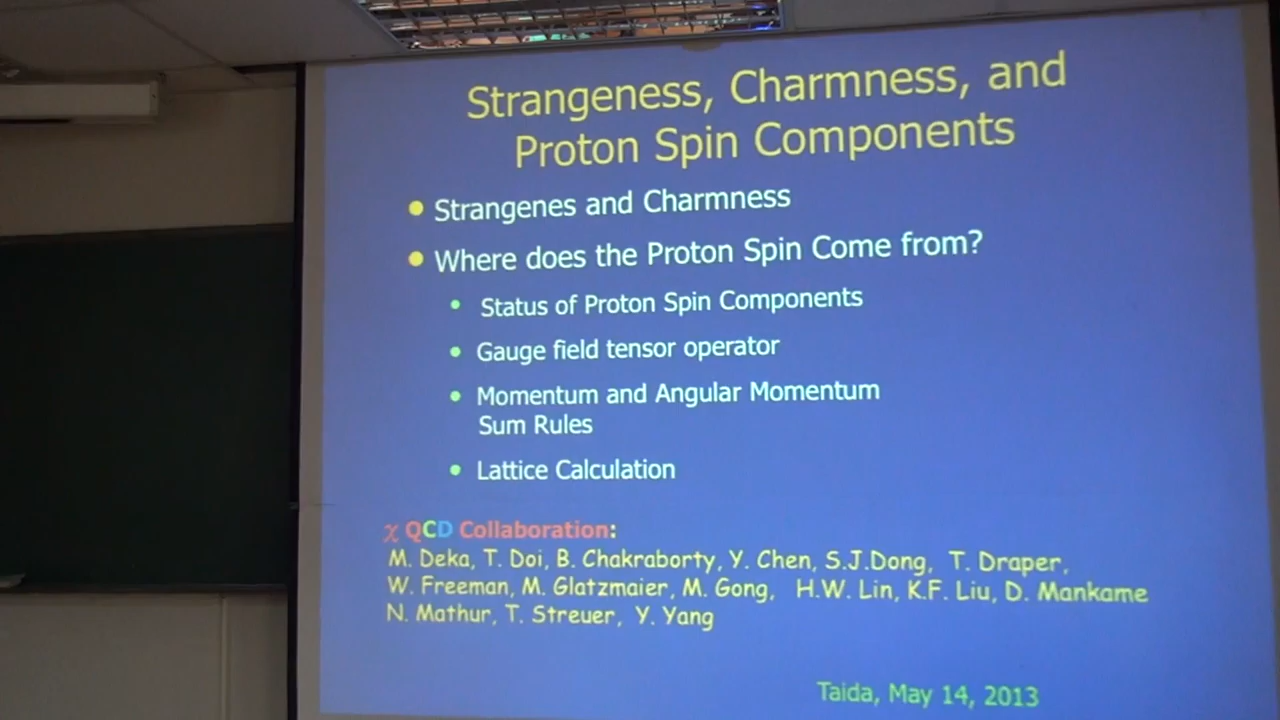 Strangeness, Charmness, and
Proton Spin Components
Strangenes and Charmness
Where does the Proton Spin Come from?
Status of Proton Spin Components
Gauge field tensor operator
Momentum and Angular Momentum
Sum Rules
Lattice Calculation
χ QCD Collaboration:
M. Deka, T. Doi, B. Chakraborty, Y. Chen, S.J.Dong, T. Draper,
W. Freeman, M. Glatzmaier, M. Gong, H.W. Lin, K.F. Liu, D. Mankame
N. Mathur, T. Streuer, Y. Yang
Taida, May 14, 2013